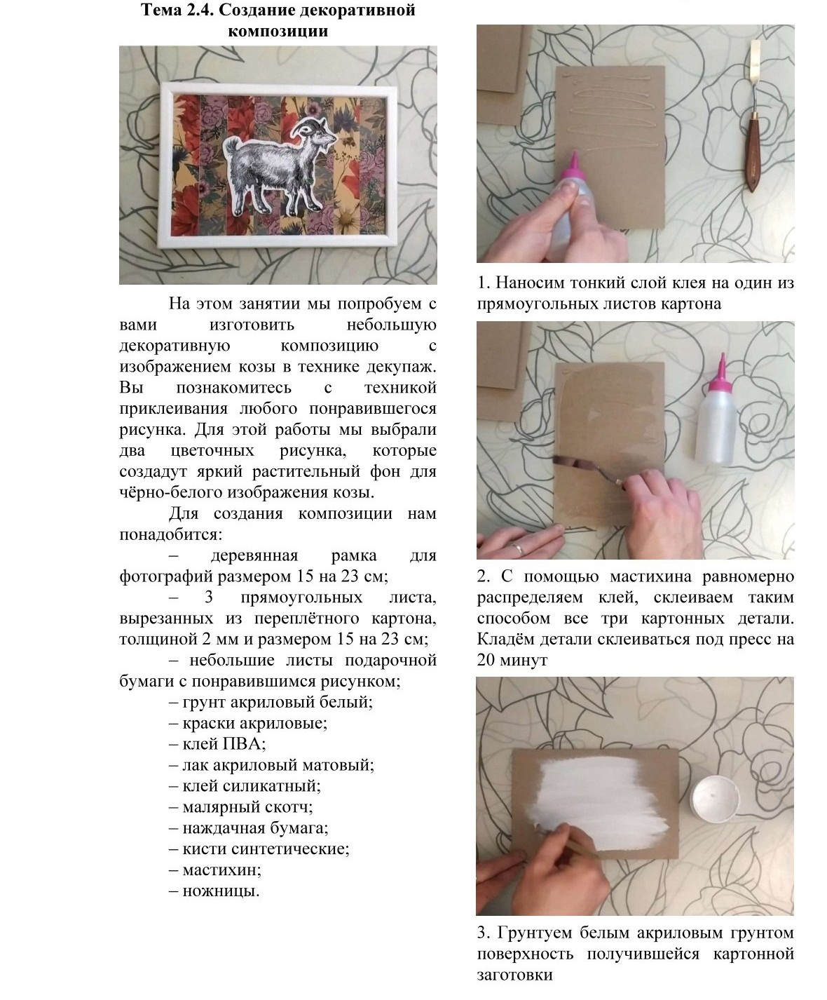 Тема 2.4. Создание декоративной
композиции
На этом занятии мы попробуем с
вами изготовить небольшую
декоративную композицию с
изображением козы в технике декупаж.
Вы познакомитесь с техникой
приклеивания любого понравившегося
рисунка. Для этой работы мы выбрали
два цветочных рисунка, которые
создадут яркий растительный фон для
чёрно-белого изображения козы.
Для создания композиции нам
понадобится:
– деревянная рамка для
фотографий размером 15 на 23 см;
– 3 прямоугольных листа,
вырезанных из переплётного картона,
толщиной 2 мм и размером 15 на 23 см;
– небольшие листы подарочной
бумаги с понравившимся рисунком;
– грунт акриловый белый;
– краски акриловые;
– клей ПВА;
– лак акриловый матовый;
– клей силикатный;
– малярный скотч;
– наждачная бумага;
– кисти синтетические;
– мастихин;
– ножницы.
1. Наносим тонкий слой клея на один из
прямоугольных листов картона
2. С помощью мастихина равномерно
распределяем клей, склеиваем таким
способом все три картонных детали.
Кладём детали склеиваться под пресс на
20 минут
3. Грунтуем белым акриловым грунтом
поверхность получившейся картонной
заготовки